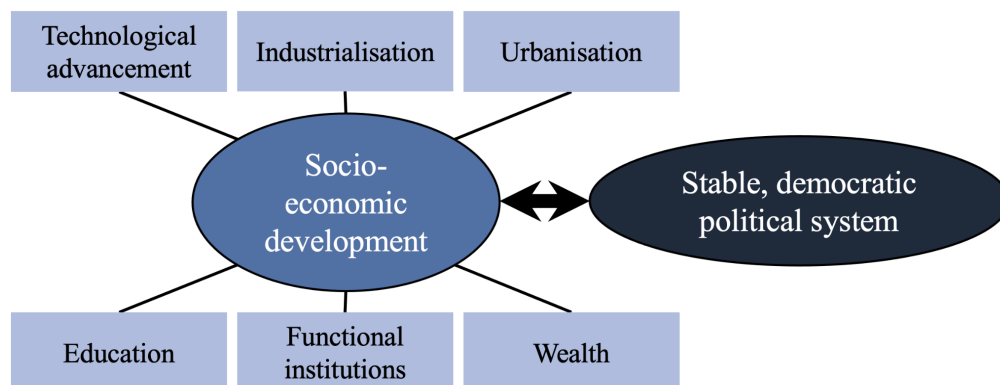 Technological
advancement
Industrialisation
Urbanisation
Socio-
economic
development
Stable, democratic
political system
Education
Functional
institutions
Wealth